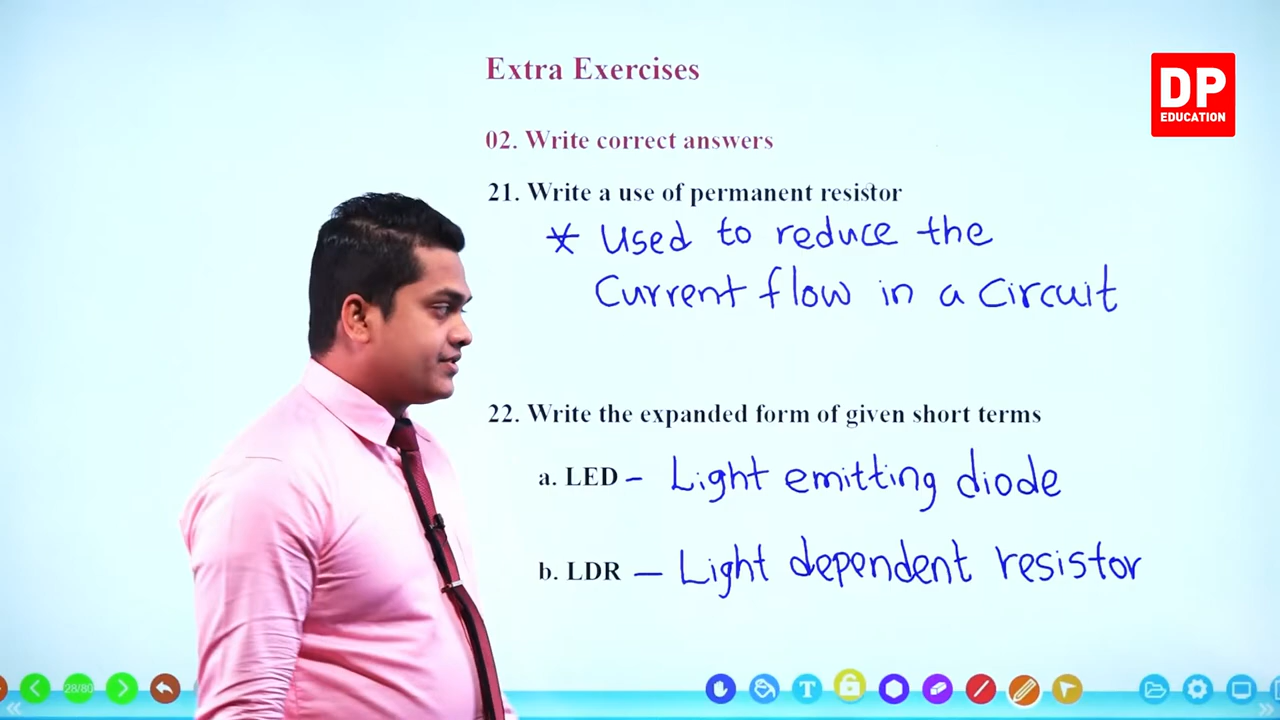 Extra Exercises
DP
EDUCATION
02. Write correct answers
21. Write a use of permanent resistor
* Used to reduce the
Current flow in a circuit
22. Write the expanded form of given short terms
a. LED – Light emitting diode
b. LDR – Light dependent resistor
28/80
T